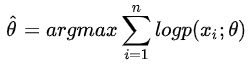 θ̂ = argmax ∑_{i=1}^{n} logp(x_i; θ)